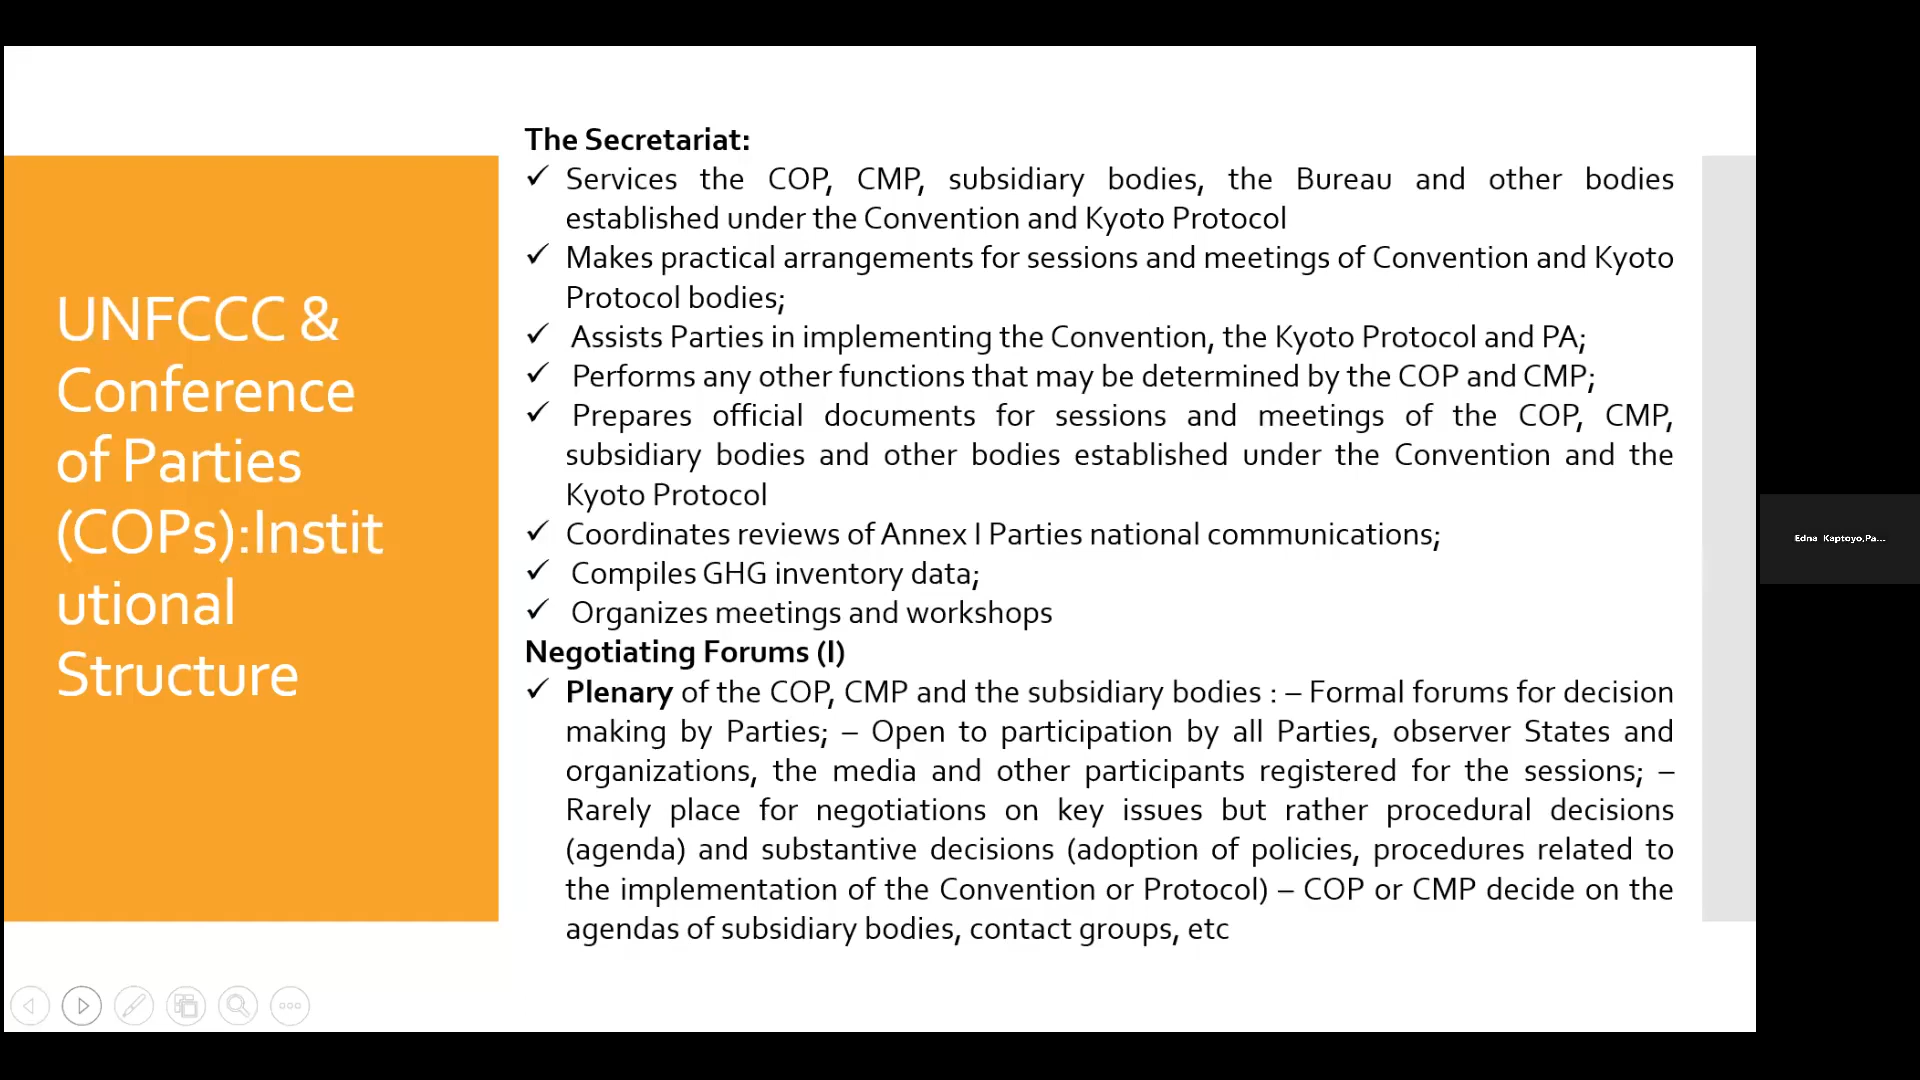 UNFCCC &
Conference
of Parties
(COPs):Instit
utional
Structure
The Secretariat:
✓ Services the COP, CMP, subsidiary bodies, the Bureau and other bodies
established under the Convention and Kyoto Protocol
✓ Makes practical arrangements for sessions and meetings of Convention and Kyoto
Protocol bodies;
✓ Assists Parties in implementing the Convention, the Kyoto Protocol and PA;
✓ Performs any other functions that may be determined by the COP and CMP;
✓ Prepares official documents for sessions and meetings of the COP, CMP,
subsidiary bodies and other bodies established under the Convention and the
Kyoto Protocol
✓ Coordinates reviews of Annex I Parties national communications;
✓ Compiles GHG inventory data;
✓ Organizes meetings and workshops
Negotiating Forums (I)
✓ Plenary of the COP, CMP and the subsidiary bodies : – Formal forums for decision
making by Parties; – Open to participation by all Parties, observer States and
organizations, the media and other participants registered for the sessions; –
Rarely place for negotiations on key issues but rather procedural decisions
(agenda) and substantive decisions (adoption of policies, procedures related to
the implementation of the Convention or Protocol) – COP or CMP decide on the
agendas of subsidiary bodies, contact groups, etc
Edna Kaptoyo,Pa...